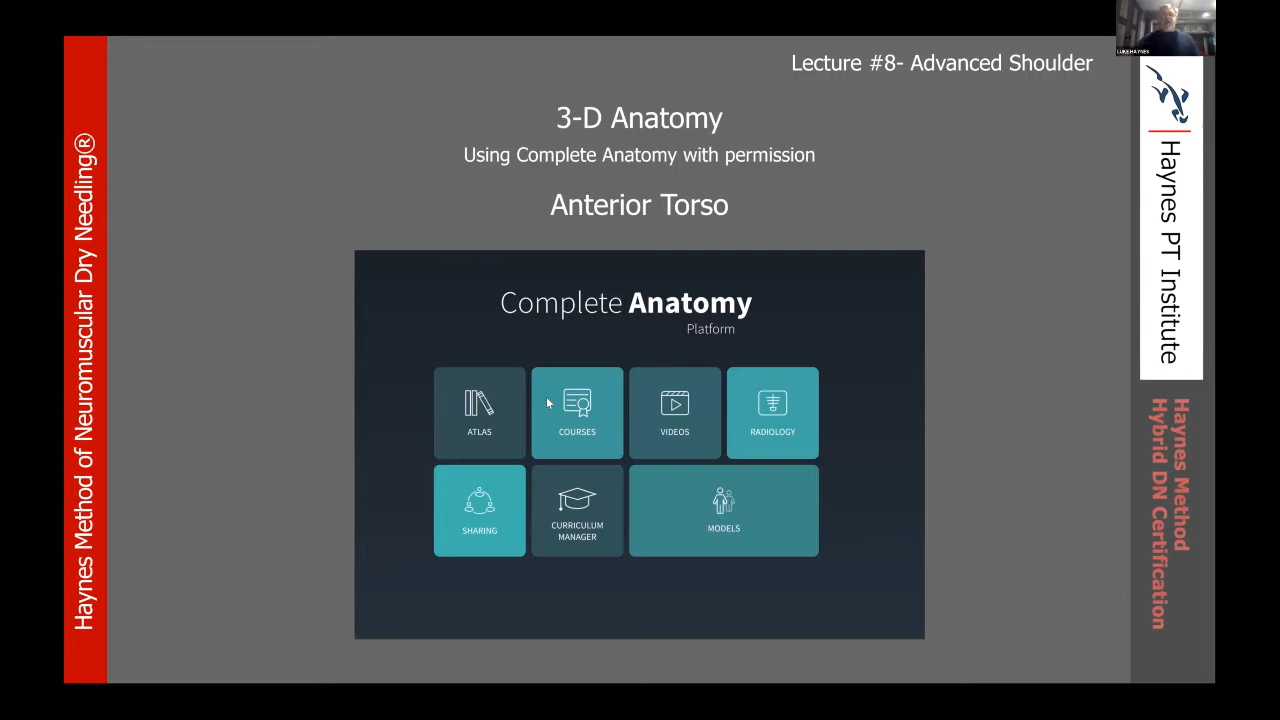 LUKE HAYNES
Lecture #8- Advanced Shoulder
3-D Anatomy
Using Complete Anatomy with permission
Anterior Torso
Complete Anatomy
Platform
ATLAS
COURSES
VIDEOS
RADIOLOGY
SHARING
CURRICULUM
MANAGER
MODELS
Haynes Method of Neuromuscular Dry Needling®
Haynes PT Institute
Haynes Method
Hybrid DN Certification